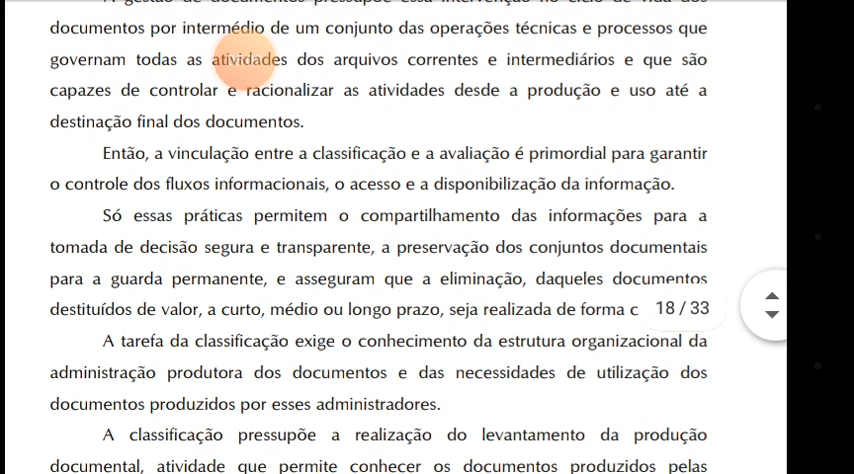 documentos por intermédio de um conjunto das operações técnicas e processos que
governam todas as atividades dos arquivos correntes e intermediários e que são
capazes de controlar e racionalizar as atividades desde a produção e uso até a
destinação final dos documentos.
Então, a vinculação entre a classificação e a avaliação é primordial para garantir
o controle dos fluxos informacionais, o acesso e a disponibilização da informação.
Só essas práticas permitem o compartilhamento das informações para a
tomada de decisão segura e transparente, a preservação dos conjuntos documentais
para a guarda permanente, e asseguram que a eliminação, daqueles documentos
destituídos de valor, a curto, médio ou longo prazo, seja realizada de forma c 18 / 33
A tarefa da classificação exige o conhecimento da estrutura organizacional da
administração produtora dos documentos e das necessidades de utilização dos
documentos produzidos por esses administradores.
A classificação pressupõe a realização do levantamento da produção
documental, atividade que permite conhecer os documentos produzidos pelas